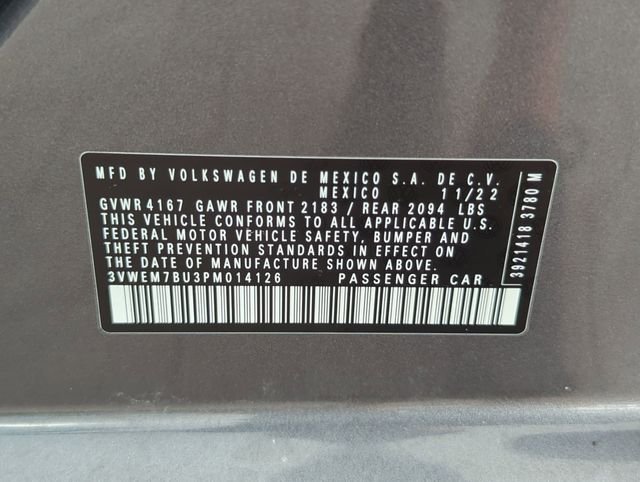 MFD BY VOLKSWAGEN DE MEXICO S.A. DE C.V.
MEXICO 11/22
GVWR 4167 GAWR FRONT 2183 / REAR 2094 LBS
THIS VEHICLE CONFORMS TO ALL APPLICABLE U.S.
FEDERAL MOTOR VEHICLE SAFETY, BUMPER AND
THEFT PREVENTION STANDARDS IN EFFECT ON
THE DATE OF MANUFACTURE SHOWN ABOVE.
3VWEM7BU3PM014126 PASSENGER CAR
3921418 3780 M